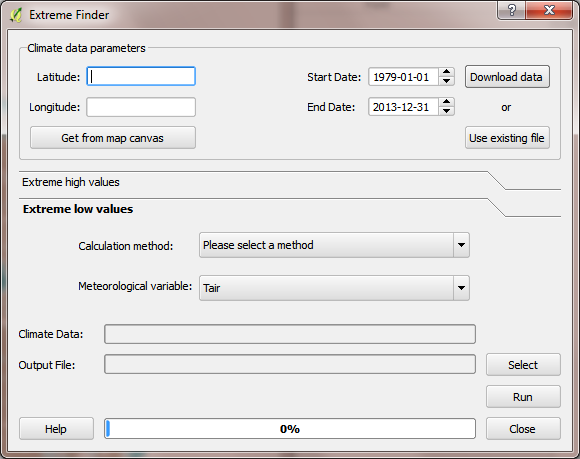 Extreme Finder
Climate data parameters
Latitude:
Start Date: 1979-01-01
Download data
Longitude:
End Date: 2013-12-31
or
Get from map canvas
Use existing file
Extreme high values
Extreme low values
Calculation method: Please select a method
Meteorological variable: Tair
Climate Data:
Output File:
Select
Run
Help
0%
Close